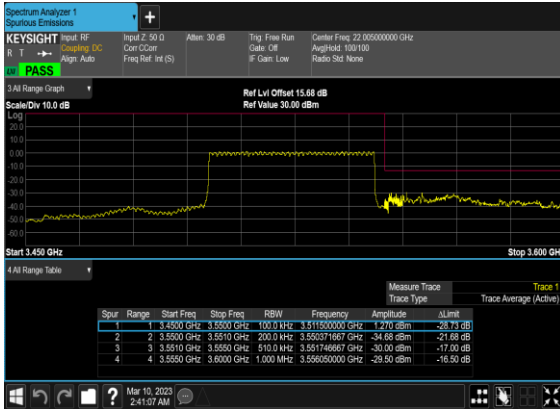 Spectrum Analyzer 1
Spurious Emissions
+
KEYSIGHT Input: RF Input Z: 50 Ω Atten: 30 dB Trig: Free Run Center Freq: 22.005000000 GHz
R T Coupling: DC Corr CCorr Gate: Off Avg|Hold: 100/100
Align: Auto Freq Ref: Int (S) IF Gain: Low Radio Std: None
PASS
3 All Range Graph
Ref Lvl Offset 15.68 dB
Scale/Div 10.0 dB Ref Value 30.00 dBm
Log
20.0
10.0
0.00
-10.0
-20.0
-30.0
-40.0
-50.0
-60.0
Start 3.450 GHz Stop 3.600 GHz
4 All Range Table
Measure Trace Trace 1
Trace Type Trace Average (Active)
Spur Range Start Freq Stop Freq RBW Frequency Amplitude ΔLimit
1 1 3.4500 GHz 3.5500 GHz 100.0 kHz 3.511500000 GHz 1.270 dBm -28.73 dB
2 2 3.5500 GHz 3.5510 GHz 200.0 kHz 3.550371667 GHz -34.68 dBm -21.68 dB
3 3 3.5510 GHz 3.5550 GHz 510.0 kHz 3.551746667 GHz -30.00 dBm -17.00 dB
4 4 3.5550 GHz 3.6000 GHz 1.000 MHz 3.556050000 GHz -29.50 dBm -16.50 dB
? Mar 10, 2023
2:41:07 AM